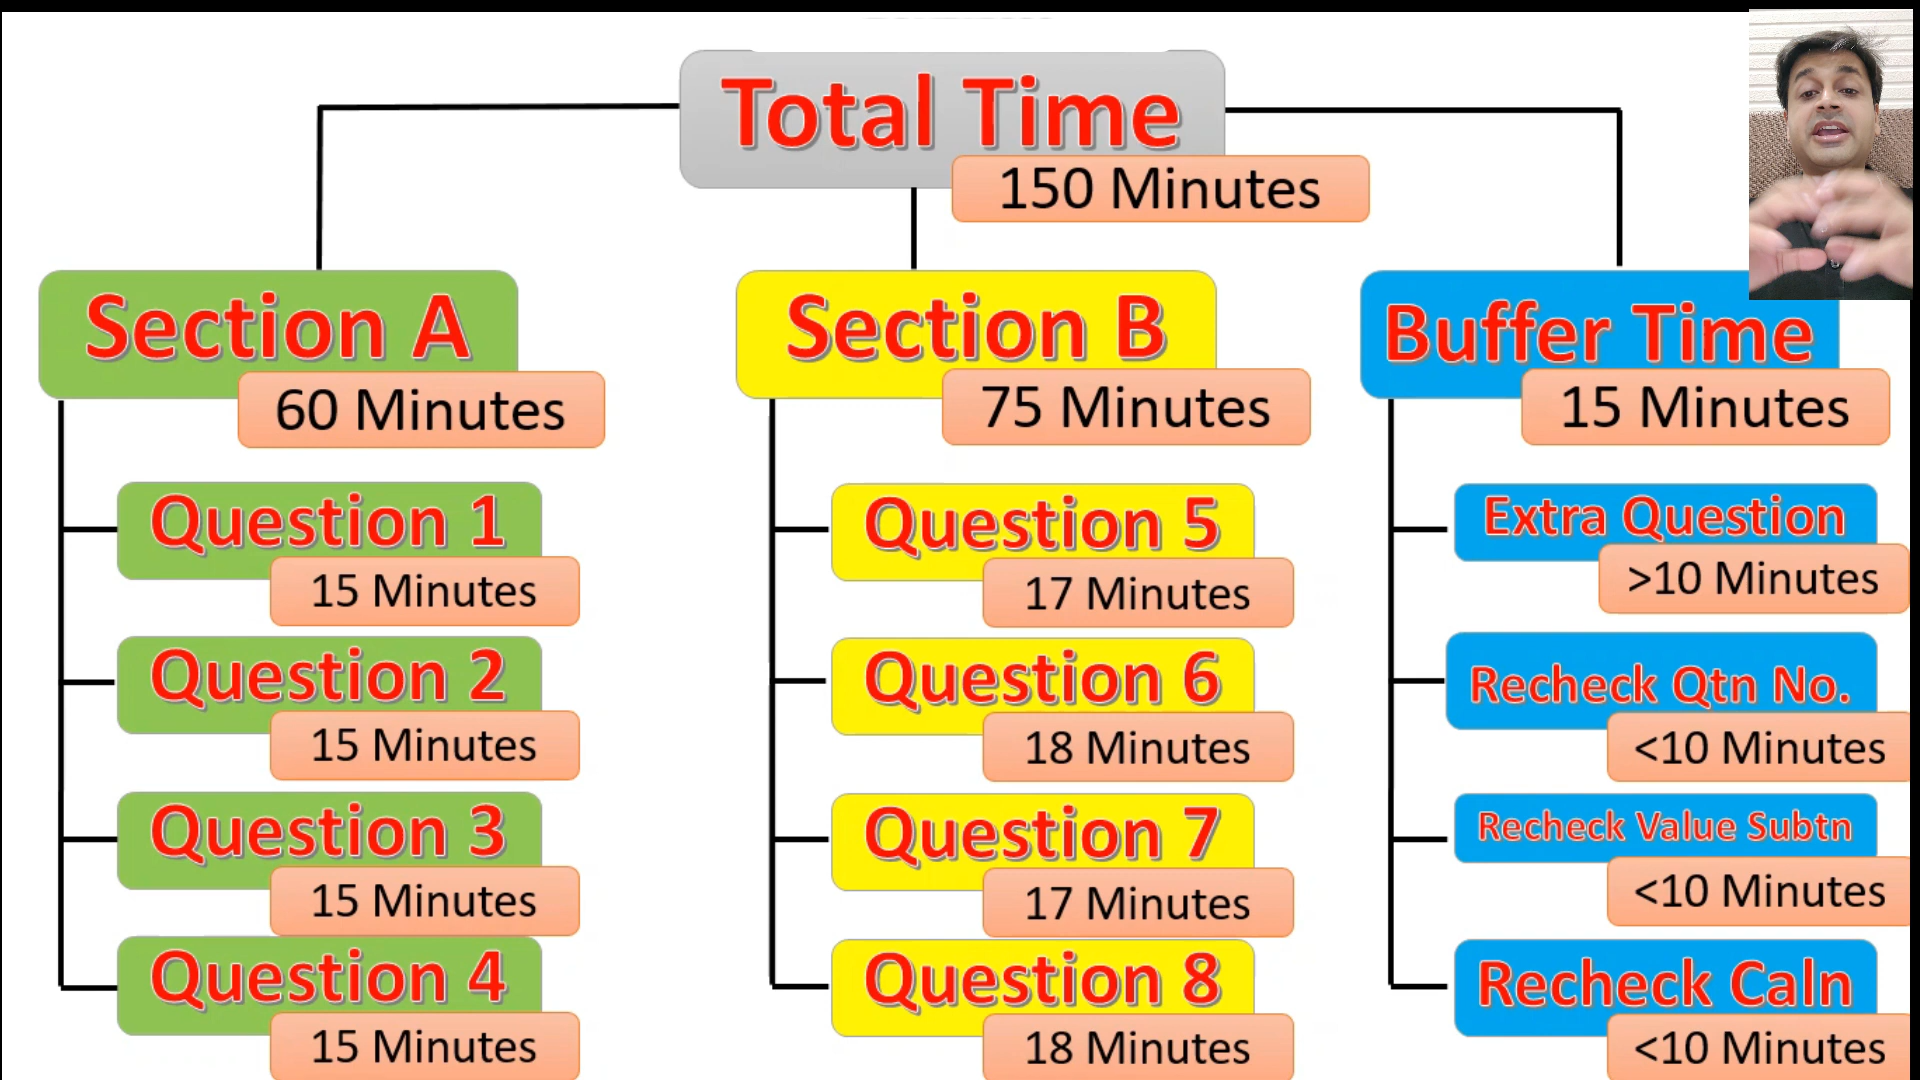 Total Time
150 Minutes
Section A
60 Minutes
Question 1
15 Minutes
Question 2
15 Minutes
Question 3
15 Minutes
Question 4
15 Minutes
Section B
75 Minutes
Question 5
17 Minutes
Question 6
18 Minutes
Question 7
17 Minutes
Question 8
18 Minutes
Buffer Time
15 Minutes
Extra Question
>10 Minutes
Recheck Qtn No.
<10 Minutes
Recheck Value Subtn
<10 Minutes
Recheck Caln
<10 Minutes